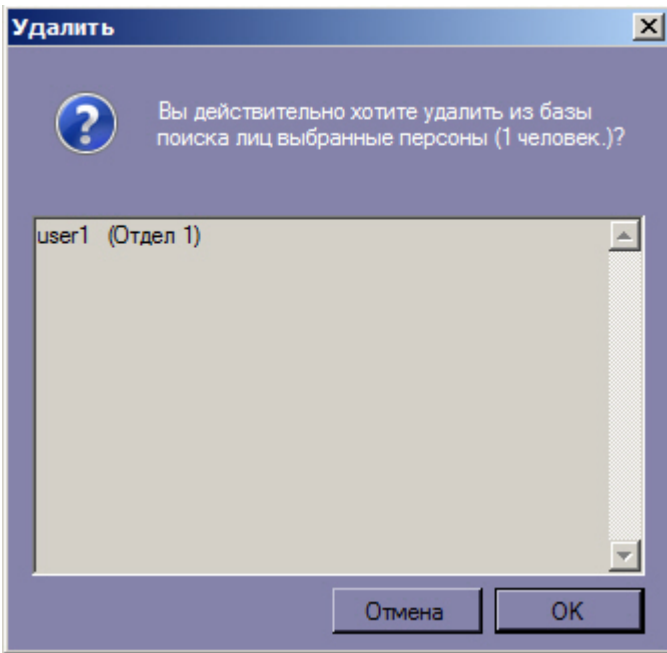 Удалить
Вы действительно хотите удалить из базы
поиска лиц выбранные персоны (1 человек.)?
user1 (Отдел 1)
Отмена OK